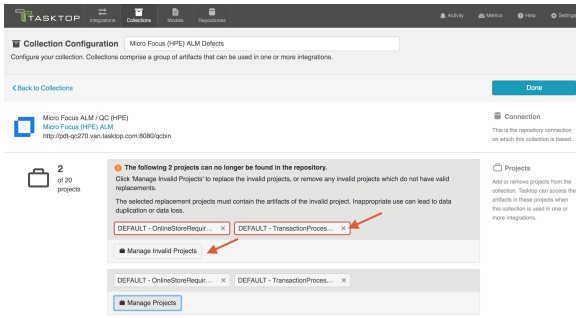 TASKTOP
Integrations
Collections
Models
Repositories
Activity
Metrics
Help
Settings
Collection Configuration
Micro Focus (HPE) ALM Defects
Configure your collection. Collections comprise a group of artifacts that can be used in one or more integrations.
Back to Collections
Done
Micro Focus ALM / QC (HPE)
Micro Focus (HPE) ALM
http://pdt-qc270.van.tasktop.com:8080/qcbin
Connection
This is the repository connection
on which this collection is based.
2
of 20
projects
The following 2 projects can no longer be found in the repository.
Click 'Manage Invalid Projects' to replace the invalid projects, or remove any invalid projects which do not have valid
replacements.
The selected replacement projects must contain the artifacts of the invalid project. Inappropriate use can lead to data
duplication or data loss.
DEFAULT - OnlineStoreRequir... × DEFAULT - TransactionProces... ×
Manage Invalid Projects
DEFAULT - OnlineStoreRequir... × DEFAULT - TransactionProces... ×
Manage Projects
Projects
Add or remove projects from the
collection. Tasktop can access the
artifacts in these projects when
this collection is used in one or
more integrations.